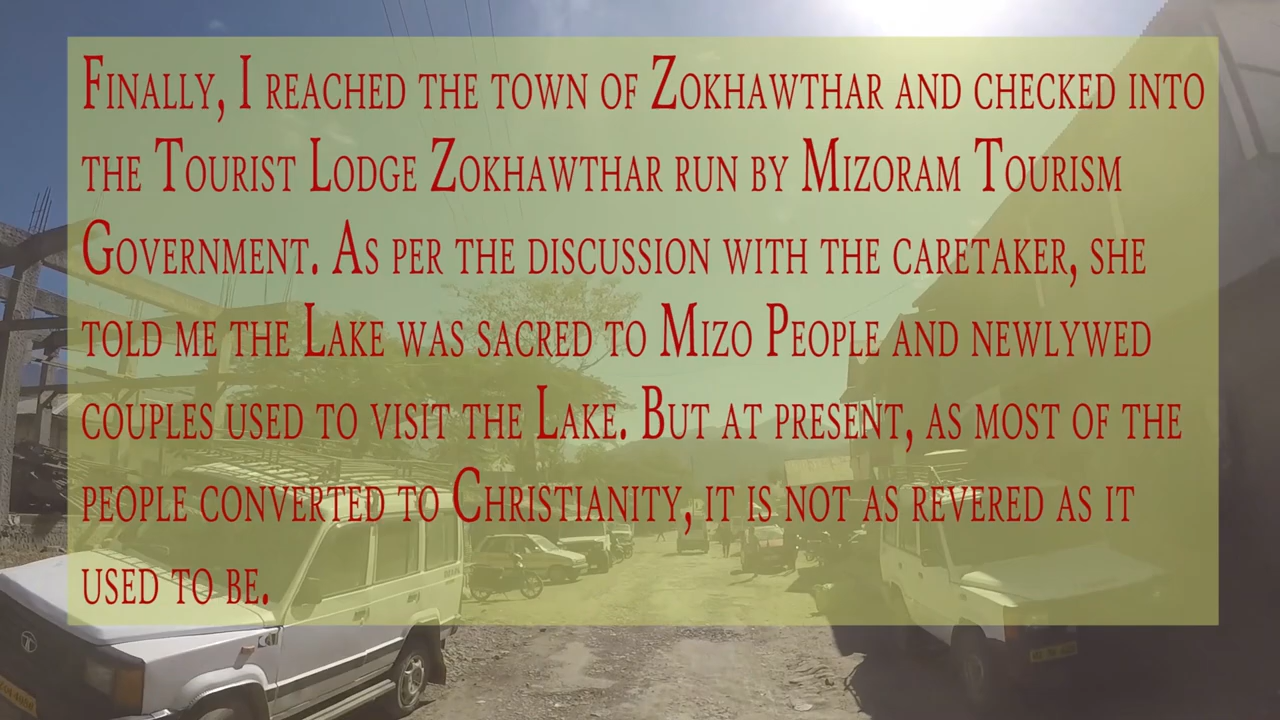 Finally, I reached the town of Zokhawthar and checked into
the Tourist Lodge Zokhawthar run by Mizoram Tourism
Government. As per the discussion with the caretaker, she
told me the Lake was sacred to Mizo People and newlywed
couples used to visit the Lake. But at present, as most of the
people converted to Christianity, it is not as revered as it
used to be.